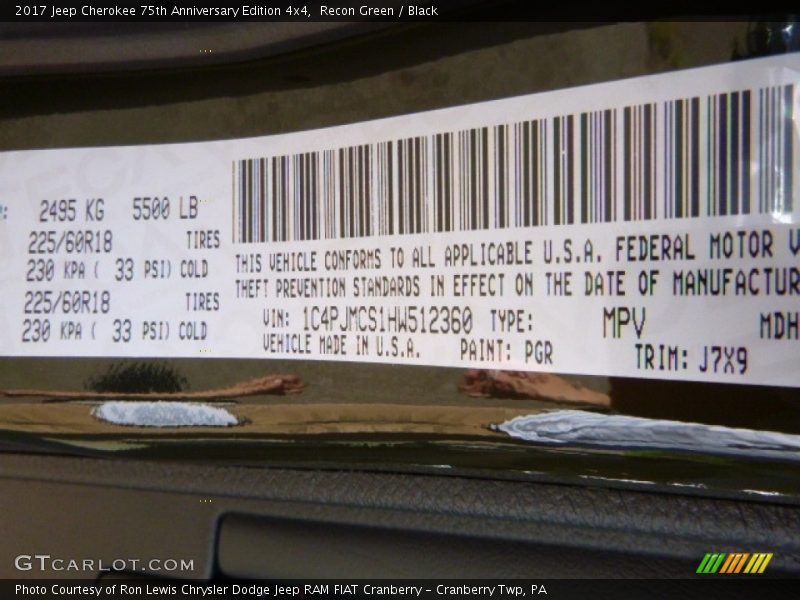 2017 Jeep Cherokee 75th Anniversary Edition 4x4, Recon Green / Black
2495 KG 5500 LB
225/60R18 TIRES
230 KPA ( 33 PSI) COLD
225/60R18 TIRES
230 KPA ( 33 PSI) COLD
THIS VEHICLE CONFORMS TO ALL APPLICABLE U.S.A. FEDERAL MOTOR V
THEFT PREVENTION STANDARDS IN EFFECT ON THE DATE OF MANUFACTUR
VIN: 1C4PJMCS1HW512360 TYPE: MPV MDH
VEHICLE MADE IN U.S.A. PAINT: PGR TRIM: J7X9
GTCARLOT.COM
Photo Courtesy of Ron Lewis Chrysler Dodge Jeep RAM FIAT Cranberry - Cranberry Twp, PA